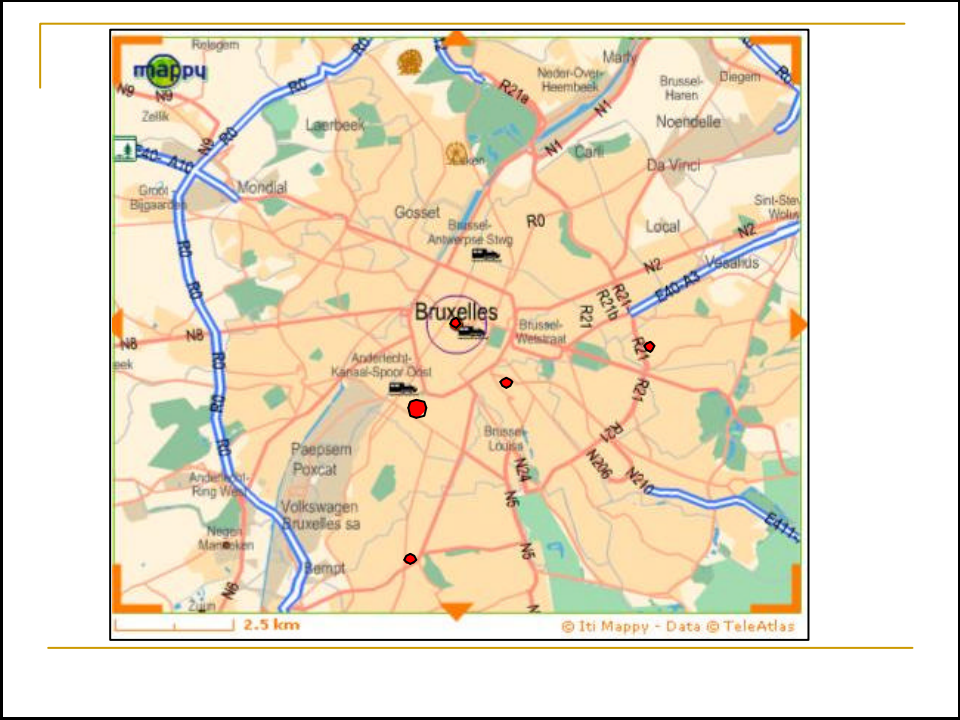 Relegem
mappy
R0
R0
Marly
Neder-Over-
Heembeek
Brussel-
Haren
Diegem
R0
N9
N9
R21a
N1
Zellik
Laerbeek
Noendelle
R0
N9
N1
Carli
E40-A10
Laken
Da Vinci
Groot-
Bijgaarden
Mondial
Sint-Stev
Woluw
Gosset
Brussel-
Antwerpse Stwg
R0
Local
N2
R0
N2
Vesalius
R0
E40-A3
R21
R21b
Bruxelles
R21
Brussel-
Wetstraat
N8
N8
eek
R0
Anderlecht-
Kanaal-Spoor Oost
R21
R21
R0
R0
Brussel-
Louisa
R21
Paepsem
Poxcat
N24
N206
N210
Anderlecht-
Ring West
N5
Volkswagen
Bruxelles sa
E411-
Negen
Manneken
N5
Bempt
N6
Zuun
N
2.5 km
© Iti Mappy - Data © TeleAtlas